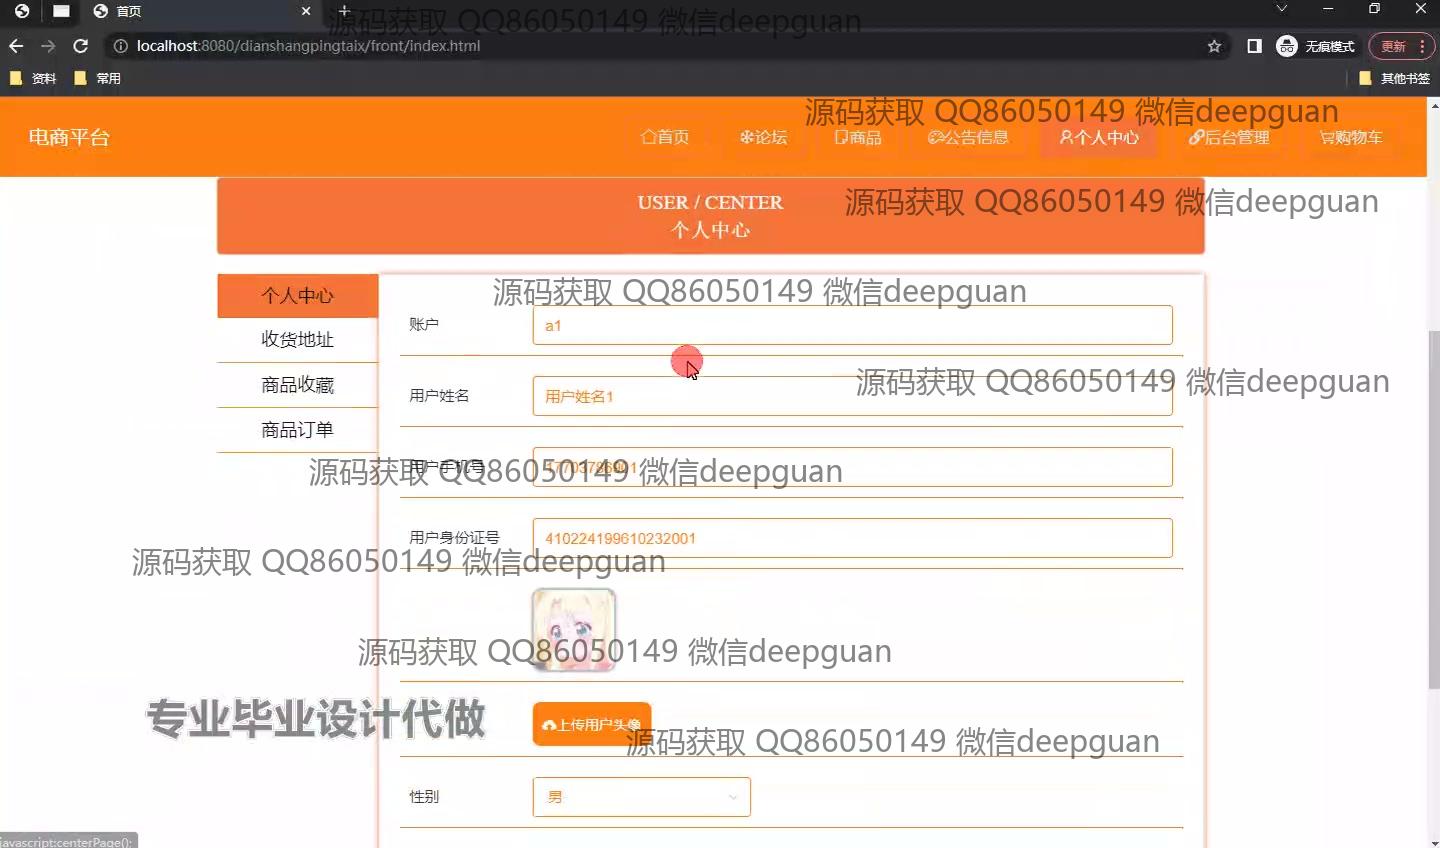 首页
源码获取 QQ86050149 微信deepguan
localhost:8080/dianshangpingtaix/front/index.html
无痕模式
更新
资料
常用
其他书签
源码获取 QQ86050149 微信deepguan
电商平台
首页
论坛
商品
公告信息
个人中心
后台管理
购物车
USER / CENTER
源码获取 QQ86050149 微信deepguan
个人中心
个人中心
收货地址
商品收藏
商品订单
源码获取 QQ86050149 微信deepguan
账户
a1
源码获取 QQ86050149 微信deepguan
用户姓名
用户姓名1
用户手机号
17703786901
源码获取 QQ86050149 微信deepguan
用户身份证号
410224199610232001
源码获取 QQ86050149 微信deepguan
源码获取 QQ86050149 微信deepguan
专业毕业设计代做
上传用户头像
源码获取 QQ86050149 微信deepguan
性别
男
javascript:centerPage();